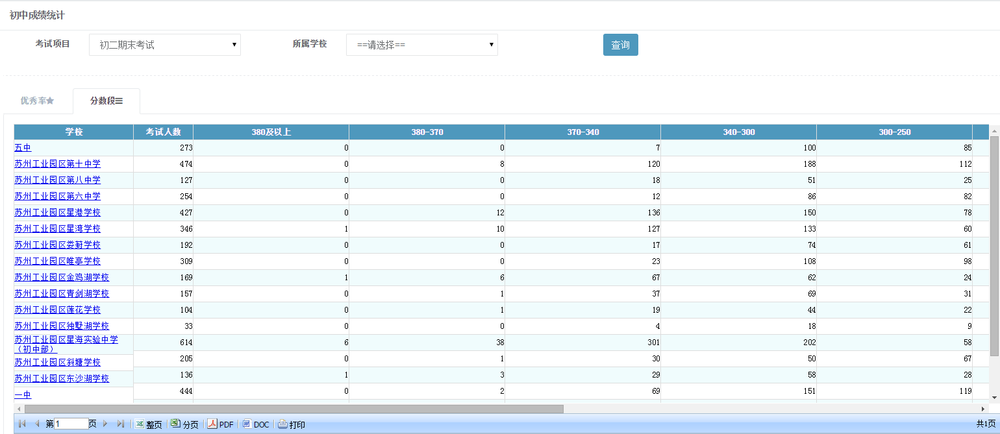 初中成绩统计
考试项目 初二期末考试 所属学校 ==请选择== 查询
优秀率 分数段
学校 考试人数 380及以上 380-370 370-340 340-300 300-250
五中 273 0 0 7 100 85
苏州工业园区第十中学 474 0 8 120 188 112
苏州工业园区第八中学 127 0 0 18 51 25
苏州工业园区第六中学 254 0 0 12 86 82
苏州工业园区星港学校 427 0 12 136 150 78
苏州工业园区星湾学校 346 1 10 127 133 60
苏州工业园区娄葑学校 192 0 0 17 74 61
苏州工业园区唯亭学校 309 0 0 23 108 98
苏州工业园区金鸡湖学校 169 1 6 67 62 24
苏州工业园区青剑湖学校 157 0 1 37 69 31
苏州工业园区莲花学校 104 0 1 19 44 22
苏州工业园区独墅湖学校 33 0 0 4 18 9
苏州工业园区星海实验中学
（初中部） 614 6 38 301 202 58
苏州工业园区斜塘学校 205 0 1 30 50 67
苏州工业园区东沙湖学校 136 1 3 29 58 28
一中 444 0 2 69 151 119
第 1 页 整页 分页 PDF DOC 打印 共1页